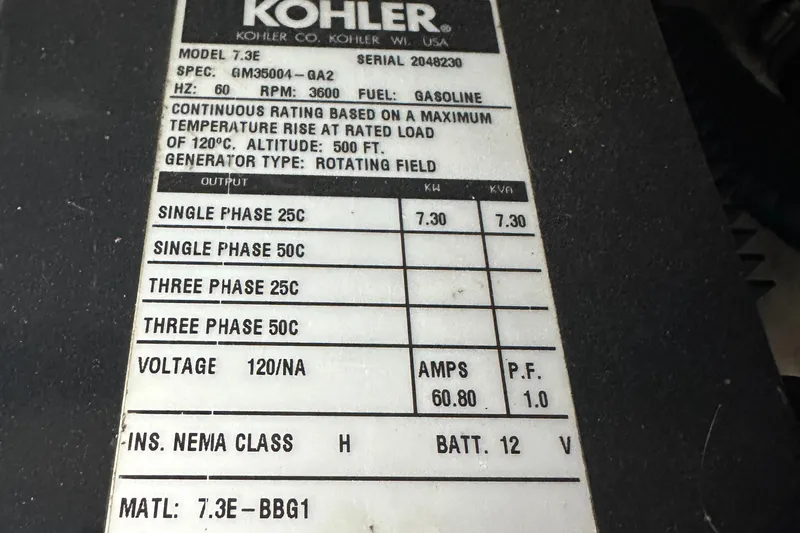 KOHLER®
KOHLER CO. KOHLER WI. USA
MODEL 7.3E SERIAL 2048230
SPEC. GM35004-GA2
HZ: 60 RPM: 3600 FUEL: GASOLINE
CONTINUOUS RATING BASED ON A MAXIMUM
TEMPERATURE RISE AT RATED LOAD
OF 120ºC. ALTITUDE: 500 FT.
GENERATOR TYPE: ROTATING FIELD
OUTPUT KW KVA
SINGLE PHASE 25C 7.30 7.30
SINGLE PHASE 50C
THREE PHASE 25C
THREE PHASE 50C
VOLTAGE 120/NA AMPS P.F.
60.80 1.0
INS. NEMA CLASS H BATT. 12 V
MATL: 7.3E-BBG1